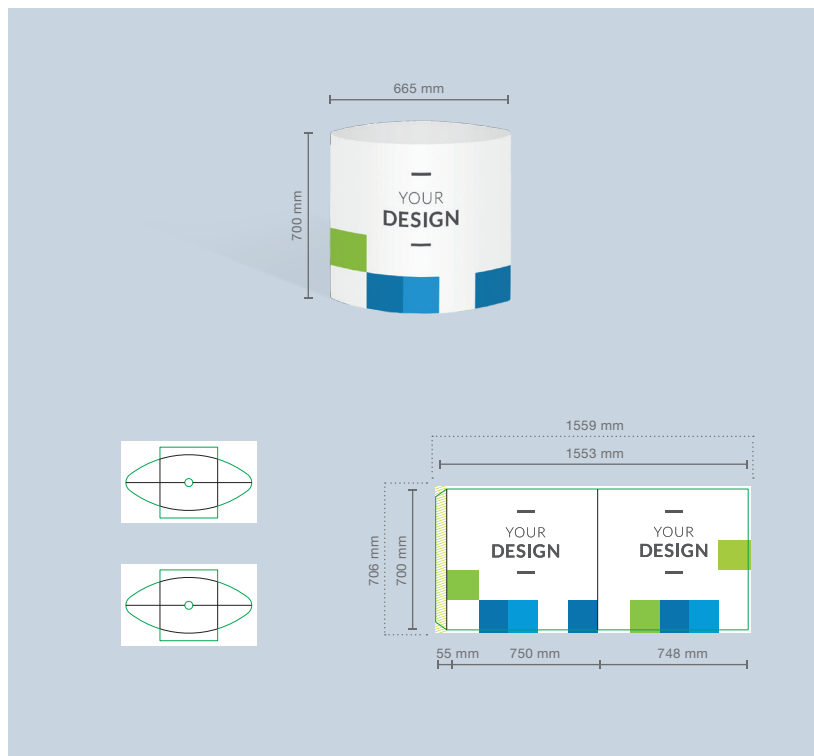 665 mm
700 mm
YOUR
DESIGN
1559 mm
1553 mm
706 mm
700 mm
YOUR
DESIGN
YOUR
DESIGN
55 mm
750 mm
748 mm